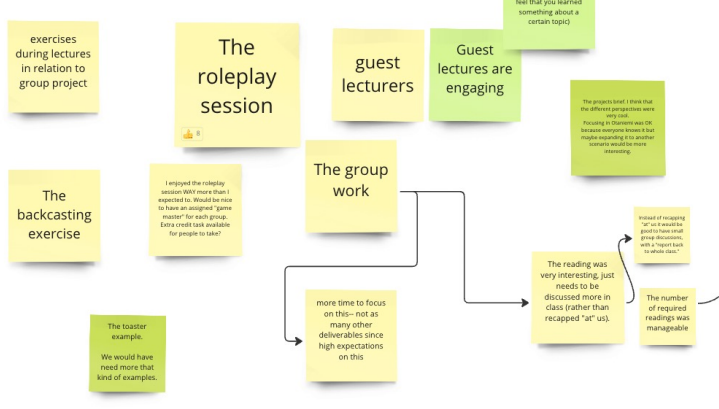 feel that you learned
something about a
certain topic)
exercises
during lectures
in relation to
group project
The
roleplay
session
8
guest
lecturers
Guest
lectures are
engaging
The projects brief. I think that
the different perspectives were
very cool.
Focusing in Otaniemi was OK
because everyone knows it but
maybe expanding it to another
scenario would be more
interesting.
The
backcasting
exercise
I enjoyed the roleplay
session WAY more than I
expected to. Would be nice
to have an assigned "game
master" for each group.
Extra credit task available
for people to take?
The group
work
Instead of recapping
"at" us it would be
good to have small
group discussions,
with a "report back
to whole class."
The reading was
very interesting, just
needs to be
discussed more in
class (rather than
recapped "at" us).
The number
of required
readings was
manageable
more time to focus
on this-- not as
many other
deliverables since
high expectations
on this
The toaster
example.
We would have
need more that
kind of examples.